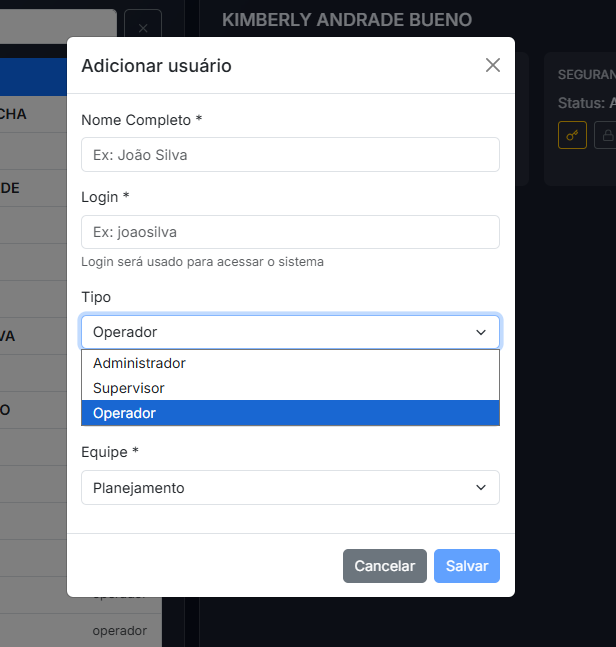 KIMBERLY ANDRADE BUENO
Adicionar usuário
SEGURAN
Status: A
Nome Completo *
CHA
Ex: João Silva
DE
Login *
Ex: joaosilva
Login será usado para acessar o sistema
Tipo
Operador
VA
Administrador
Supervisor
Operador
O
Equipe *
Planejamento
Cancelar
Salvar
operador
operador